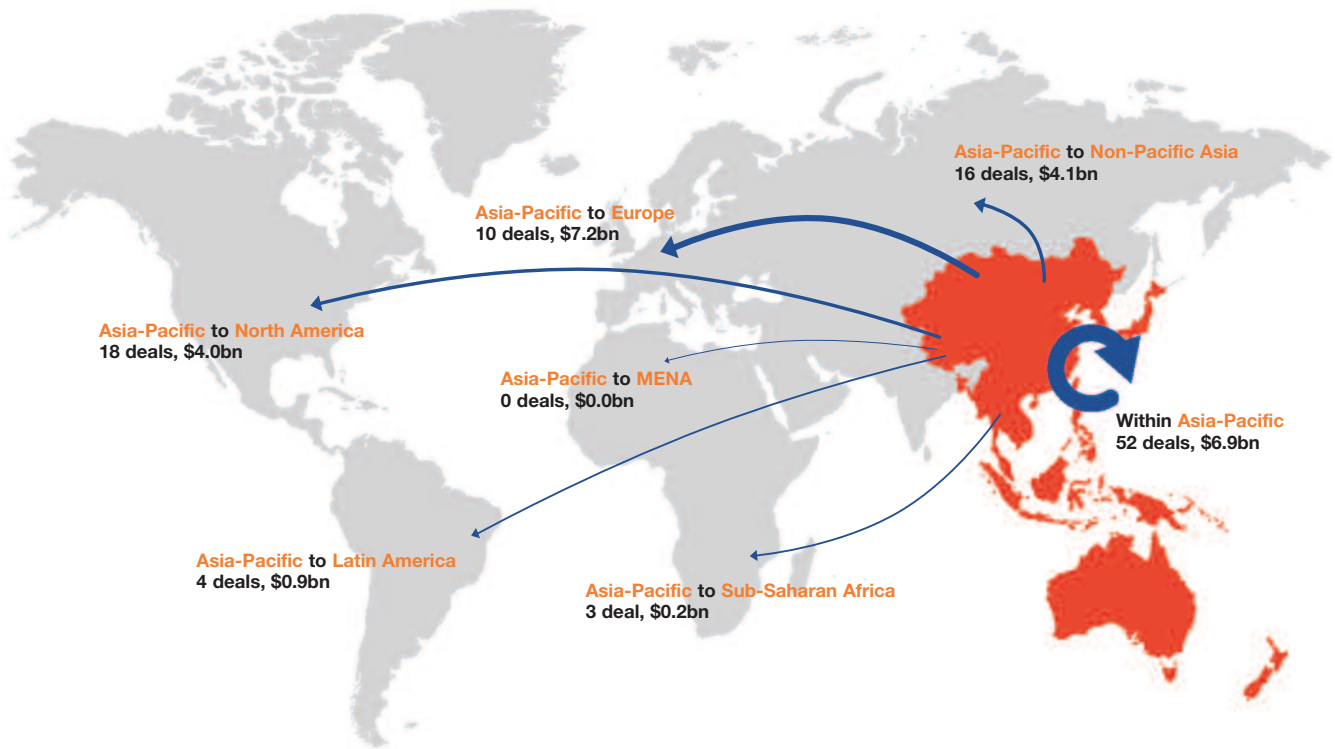 Asia-Pacific to Non-Pacific Asia
16 deals, $4.1bn
Asia-Pacific to Europe
10 deals, $7.2bn
Asia-Pacific to North America
18 deals, $4.0bn
Asia-Pacific to MENA
0 deals, $0.0bn
Within Asia-Pacific
52 deals, $6.9bn
Asia-Pacific to Latin America
4 deals, $0.9bn
Asia-Pacific to Sub-Saharan Africa
3 deal, $0.2bn